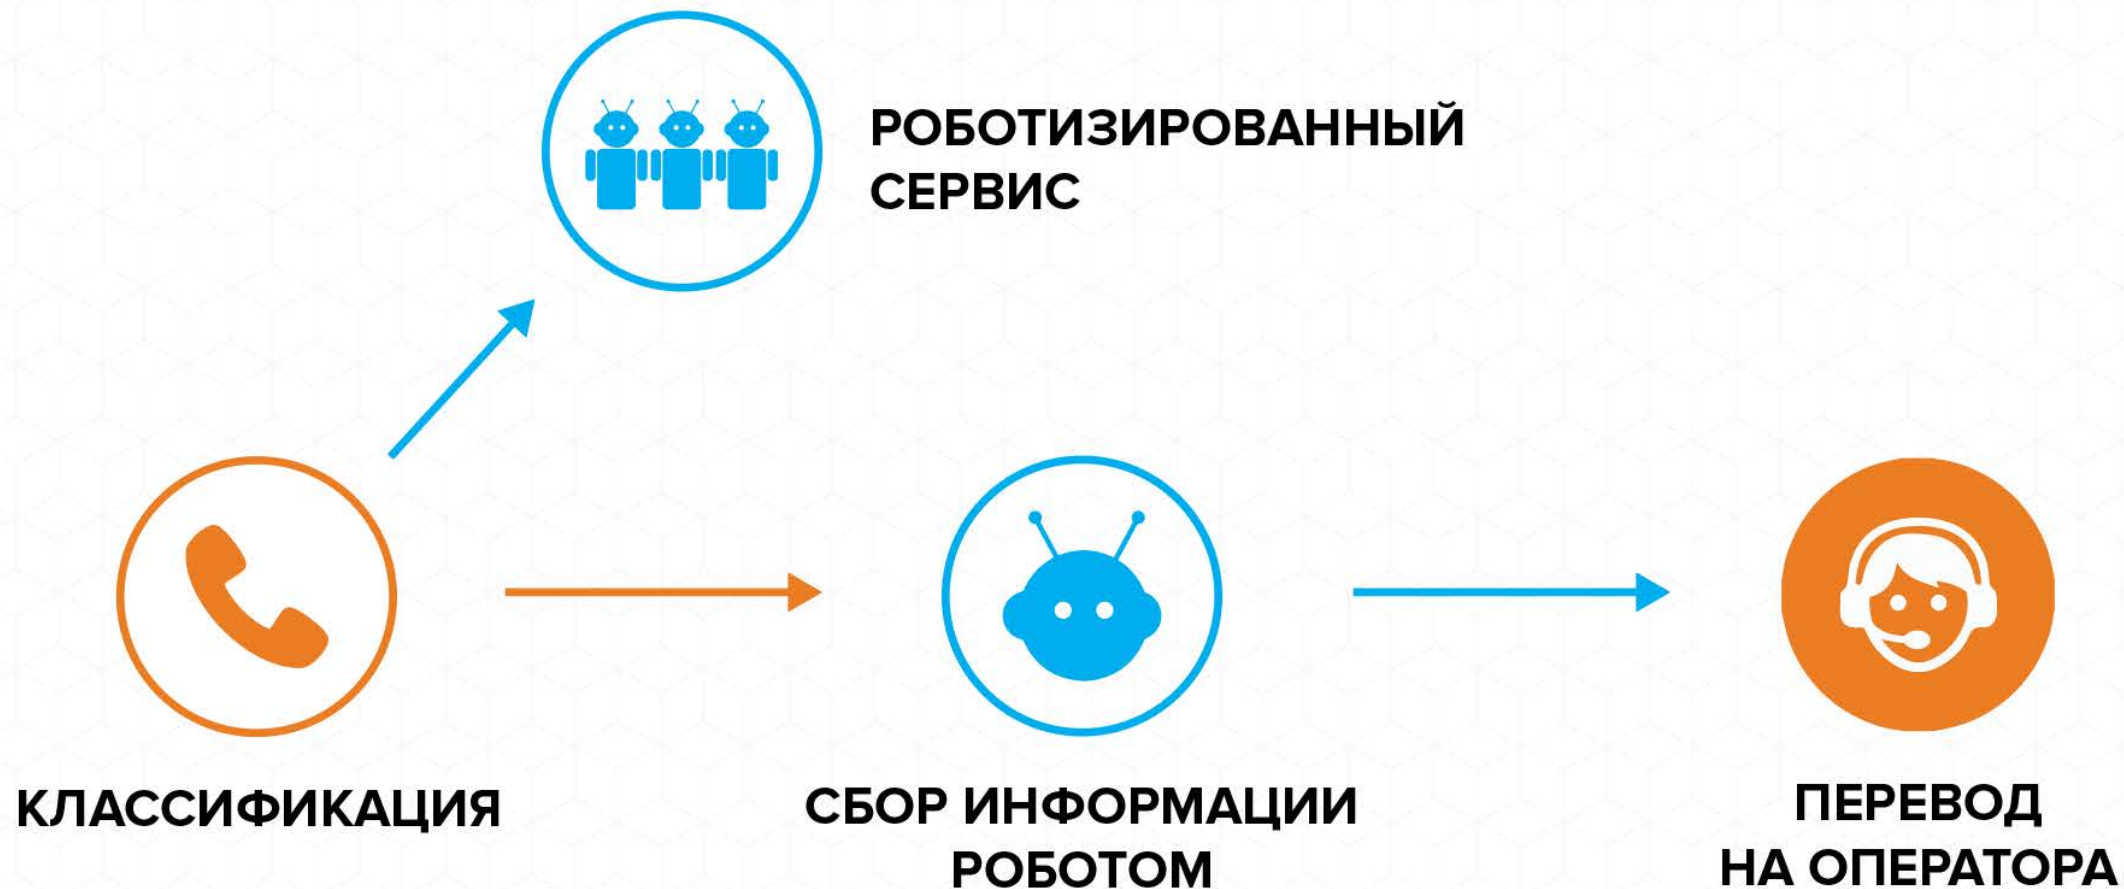 РОБОТИЗИРОВАННЫЙ
СЕРВИС
КЛАССИФИКАЦИЯ
СБОР ИНФОРМАЦИИ
РОБОТОМ
ПЕРЕВОД
НА ОПЕРАТОРА